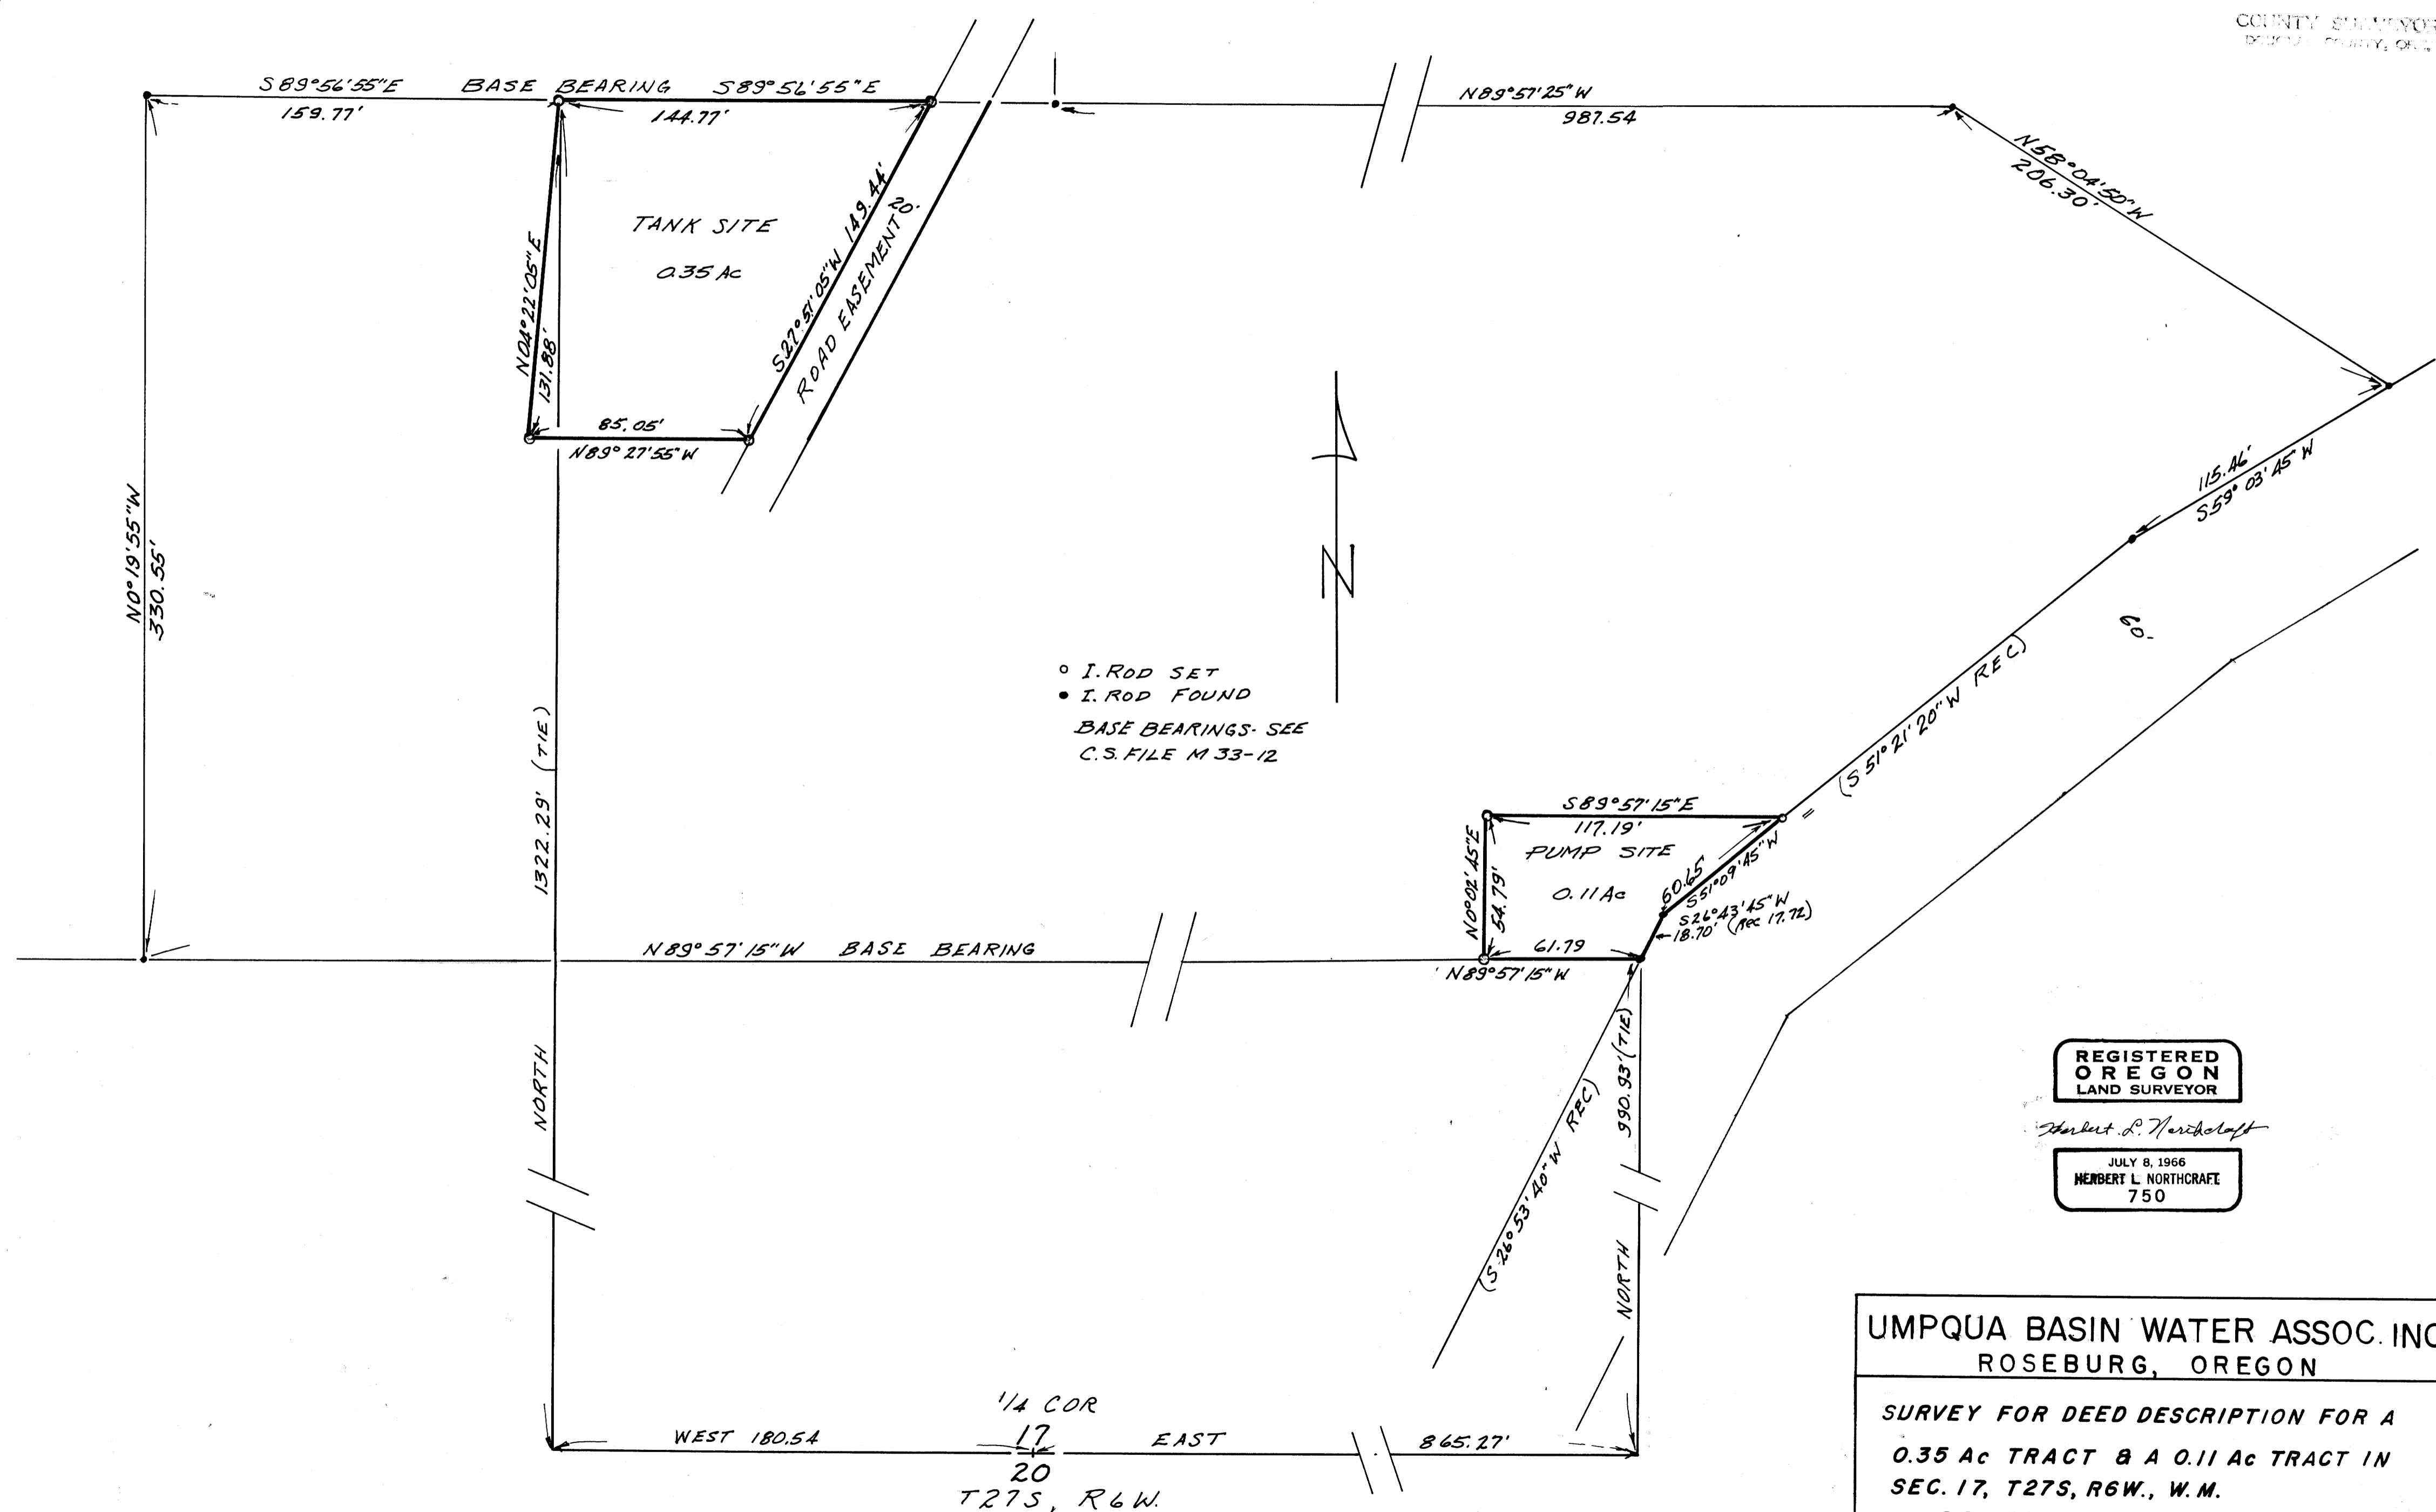 COUNTY SURVEYOR
COUNTY, ORE.
S89°56'55"E BASE BEARING S89°56'55"E
159.77'
144.77'
N89°57'25"W
987.54
N58°04'50"W
206.30'
TANK SITE
0.35 Ac
N04°22'05"E
131.88'
S27°51'05"W 149.44'
ROAD EASEMENT 20'
85.05'
N89°27'55"W
N0°19'55"W
330.55'
115.46'
S59°03'45"W
60'
(S51°21'20"W REC)
N
○ I. ROD SET
● I. ROD FOUND
BASE BEARINGS- SEE
C.S. FILE M 33-12
1322.29' (TIE)
NORTH
S89°57'15"E
117.19'
PUMP SITE
0.11 Ac
N0°02'45"E
54.79'
60.65'
S51°09'45"W
S26°43'45"W
18.70' (REC 17.72)
61.79
N89°57'15"W
N89°57'15"W BASE BEARING
990.93' (TIE)
NORTH
(S26°53'40"W REC)
REGISTERED
OREGON
LAND SURVEYOR
Herbert L. Northcraft
JULY 8, 1966
HERBERT L. NORTHCRAFT
750
1/4 COR
WEST 180.54 17 EAST 865.27'
20
T27S, R6W.
UMPQUA BASIN WATER ASSOC. INC
ROSEBURG, OREGON
SURVEY FOR DEED DESCRIPTION FOR A
0.35 Ac TRACT & A 0.11 Ac TRACT IN
SEC. 17, T27S, R6W., W.M.